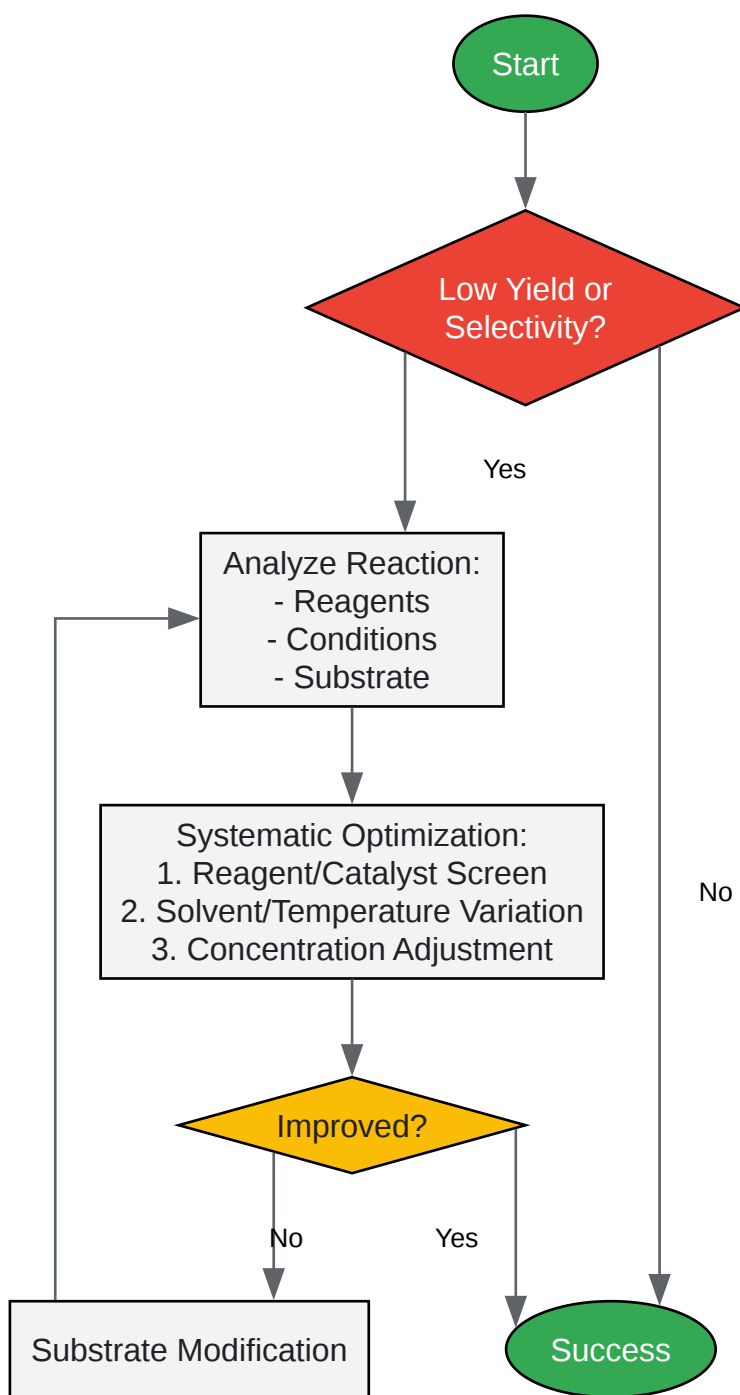 Start
Low Yield or
Selectivity?
Yes
Analyze Reaction:
- Reagents
- Conditions
- Substrate
Systematic Optimization:
1. Reagent/Catalyst Screen
2. Solvent/Temperature Variation
3. Concentration Adjustment
No
Improved?
No
Yes
Substrate Modification
Success